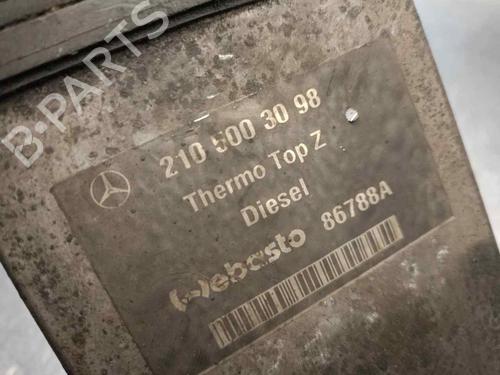 B-PARTS
210 500 30 98
Thermo Top Z
Diesel
Webasto 86788A